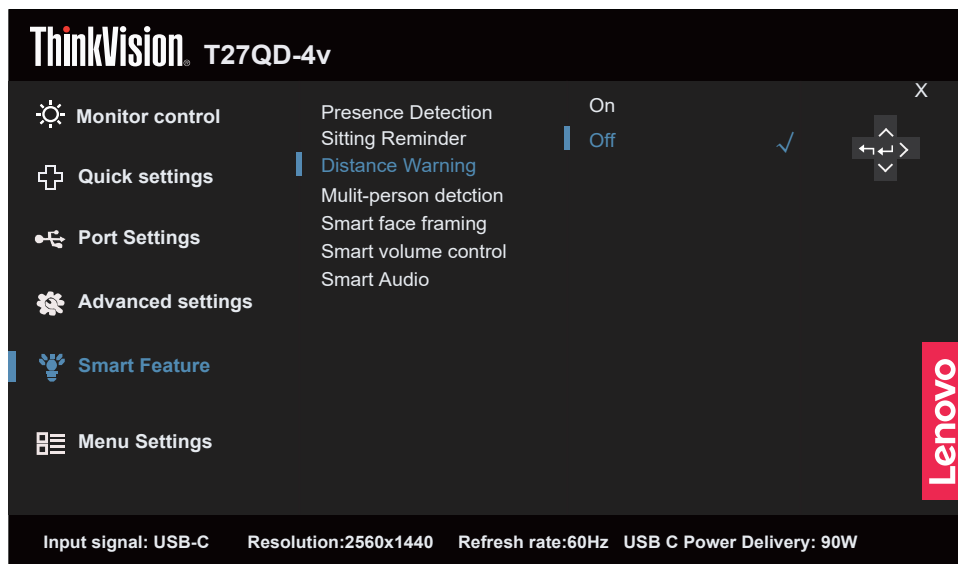 ThinkVision® T27QD-4v
X
Monitor control
Quick settings
Port Settings
Advanced settings
Smart Feature
Menu Settings
Presence Detection
Sitting Reminder
Distance Warning
Mulit-person detction
Smart face framing
Smart volume control
Smart Audio
On
Off
Lenovo
Input signal: USB-C Resolution:2560x1440 Refresh rate:60Hz USB C Power Delivery: 90W